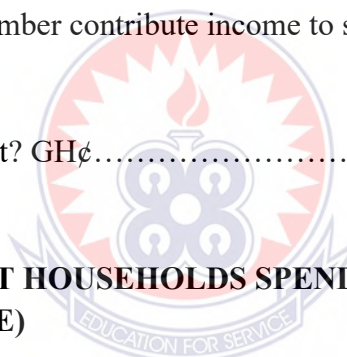 mber contribute income to s
t? GH¢………………………
T HOUSEHOLDS SPEND
E)
EDUCATION FOR SERVICE